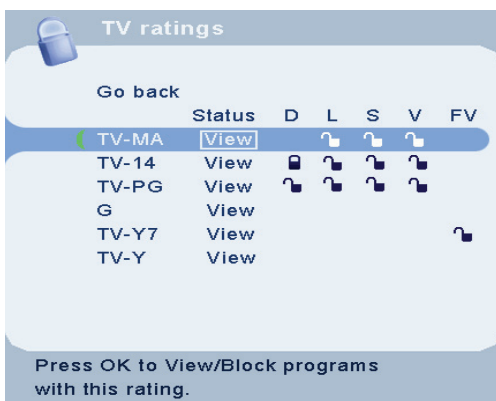 TV ratings
Go back
Status D L S V FV
TV-MA View
TV-14 View
TV-PG View
G View
TV-Y7 View
TV-Y View
Press OK to View/Block programs
with this rating.